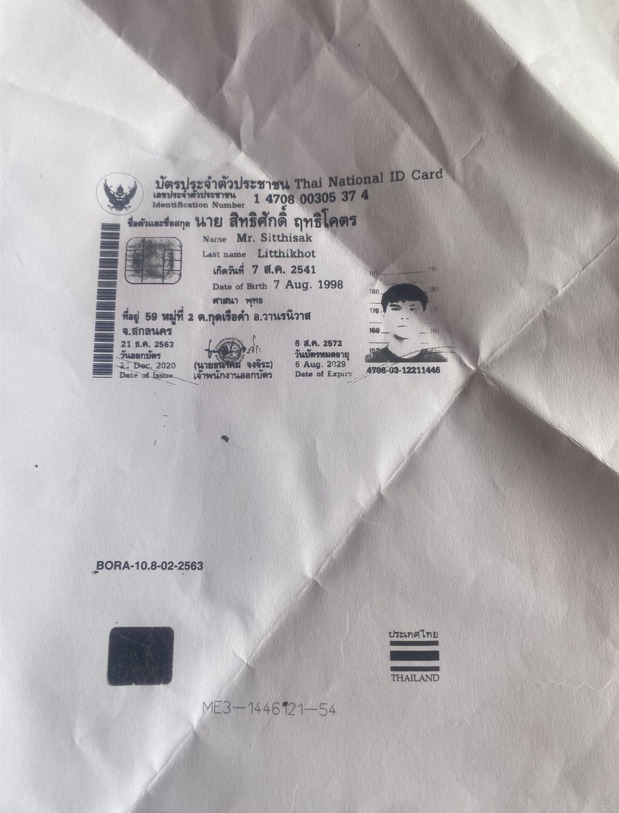 บัตรประจำตัวประชาชน Thai National ID Card
เลขประจำตัวประชาชน 1 4708 00305 37 4
Identification Number
ชื่อตัวและชื่อสกุล นาย สิทธิศักดิ์ ฤทธิโคตร
Name Mr. Sitthisak
Last name Litthikhot
เกิดวันที่ 7 ส.ค. 2541
Date of Birth 7 Aug. 1998
ศาสนา พุทธ
ที่อยู่ 59 หมู่ที่ 2 ต.กุดเรือคำ อ.วานรนิวาส
จ.สกลนคร
21 ธ.ค. 2563
วันออกบัตร
Dec. 2020
Date of Issue
เจ้าพนักงานออกบัตร
6 ส.ค. 2572
วันบัตรหมดอายุ
6 Aug. 2029
Date of Expiry
4706-03-12211446
BORA-10.8-02-2563
ประเทศไทย
THAILAND